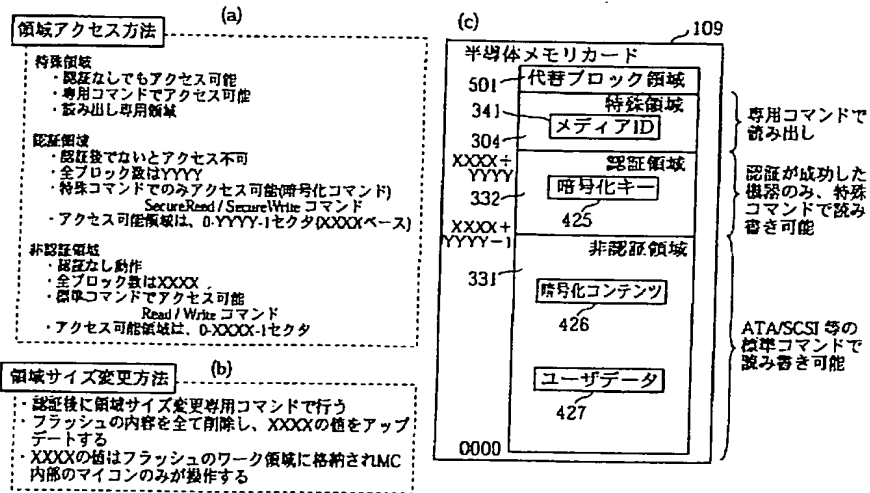 (a)
領域アクセス方法
特殊領域
・認証なしでもアクセス可能
・専用コマンドでアクセス可能
・読み出し専用領域
認証領域
・認証後でないとアクセス不可
・全ブロック数はYYYY
・特殊コマンドでのみアクセス可能(暗号化コマンド)
SecureRead / SecureWrite コマンド
・アクセス可能領域は、0-YYYY-1セクタ(XXXXベース)
非認証領域
・認証なし動作
・全ブロック数はXXXX
・標準コマンドでアクセス可能
Read / Write コマンド
・アクセス可能領域は、0-XXXX-1セクタ
(b)
領域サイズ変更方法
・認証後に領域サイズ変更専用コマンドで行う
・フラッシュの内容を全て削除し、XXXXの値をアップ
デートする
・XXXXの値はフラッシュのワーク領域に格納されMC
内部のマイコンのみが操作する
(c)
109
半導体メモリカード
501
代替ブロック領域
特殊領域
341
メディアID
304
専用コマンドで
読み出し
XXXX+
YYYY
認証領域
332
暗号化キー
425
認証が成功した
機器のみ、特殊
コマンドで読み
書き可能
XXXX+
YYYY-1
非認証領域
331
暗号化コンテンツ
426
ATA/SCSI 等の
標準コマンドで
読み書き可能
ユーザデータ
427
0000